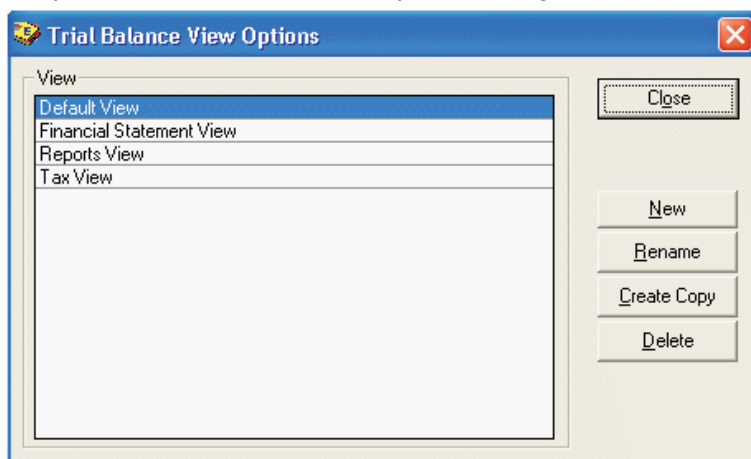 Trial Balance View Options
View
Default View
Financial Statement View
Reports View
Tax View
Close
New
Rename
Create Copy
Delete